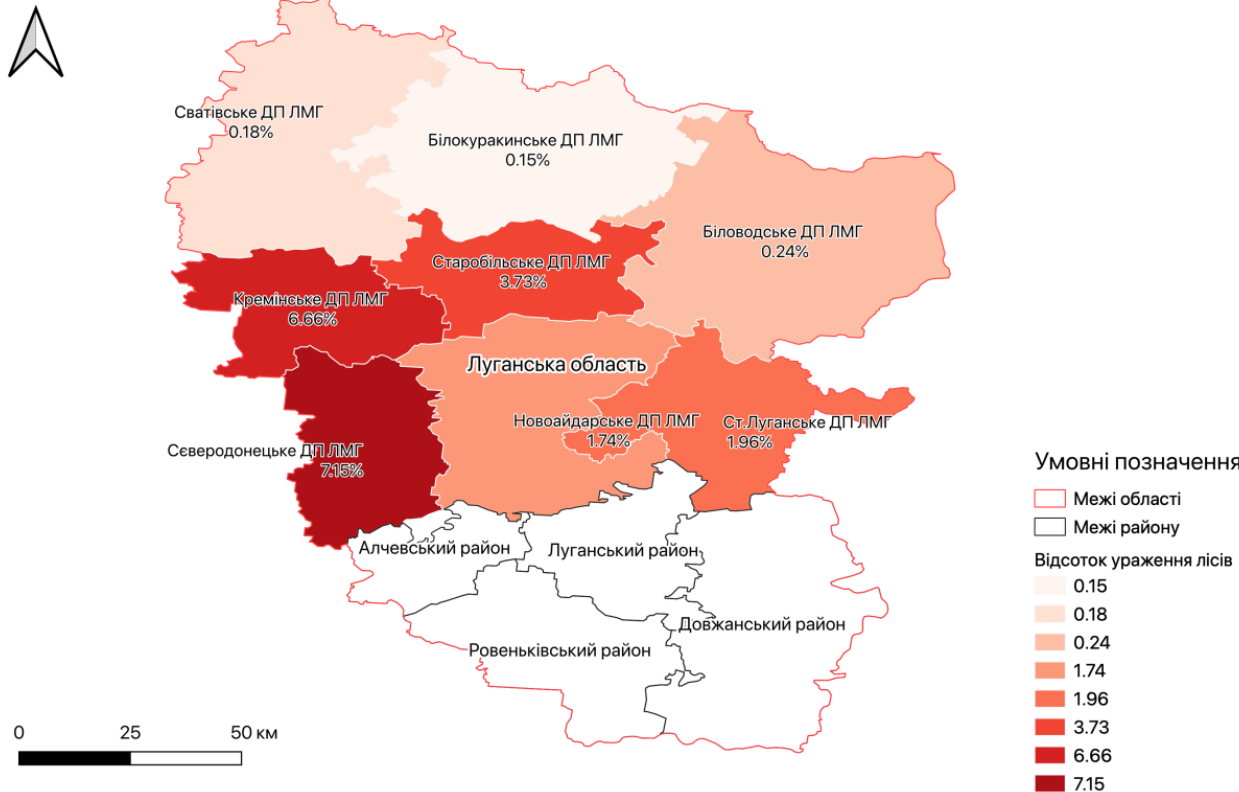 Сватівське ДП ЛМГ
0.18%
Білокуракинське ДП ЛМГ
0.15%
Біловодське ДП ЛМГ
0.24%
Старобільське ДП ЛМГ
3.73%
Кремінське ДП ЛМГ
6.66%
Луганська область
Новоайдарське ДП ЛМГ
1.74%
Ст.Луганське ДП ЛМГ
1.96%
Сєверодонецьке ДП ЛМГ
7.15%
Алчевський район
Луганський район
Довжанський район
Ровеньківський район
0 25 50 км
Умовні позначення
Межі області
Межі району
Відсоток ураження лісів
0.15
0.18
0.24
1.74
1.96
3.73
6.66
7.15